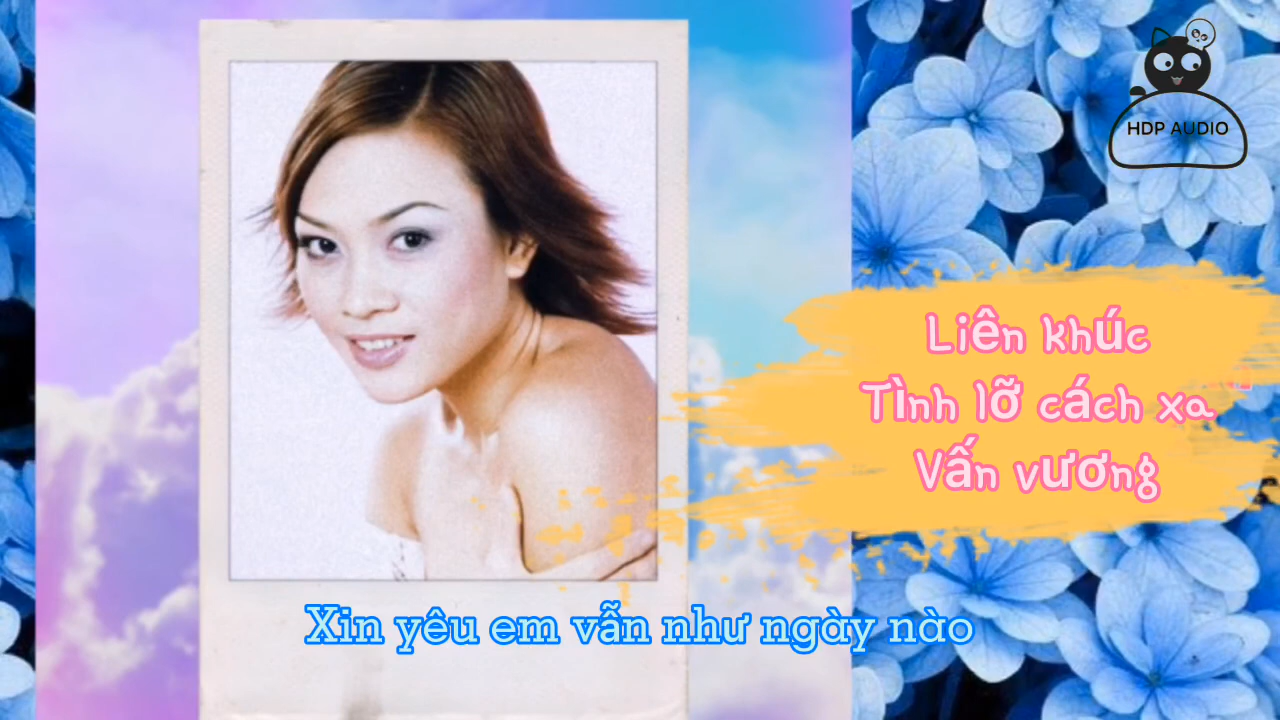 HDP AUDIO
Liên khúc
Tình lỡ cách xa
Vấn vương
Xin yêu em vẫn như ngày nào